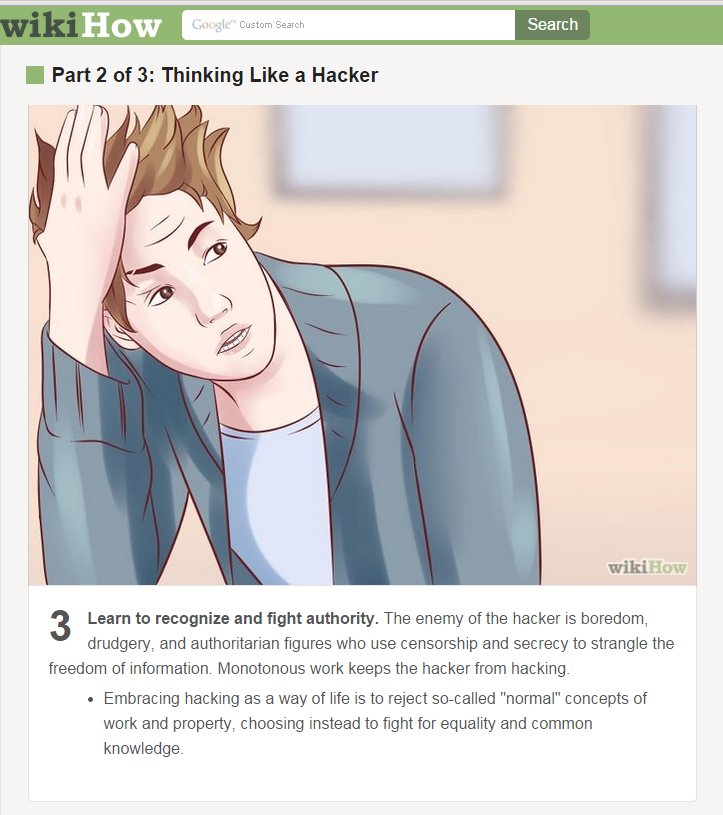 wikiHow
Google™ Custom Search
Search
Part 2 of 3: Thinking Like a Hacker
wikiHow
3 Learn to recognize and fight authority. The enemy of the hacker is boredom,
drudgery, and authoritarian figures who use censorship and secrecy to strangle the
freedom of information. Monotonous work keeps the hacker from hacking.
• Embracing hacking as a way of life is to reject so-called "normal" concepts of
work and property, choosing instead to fight for equality and common
knowledge.